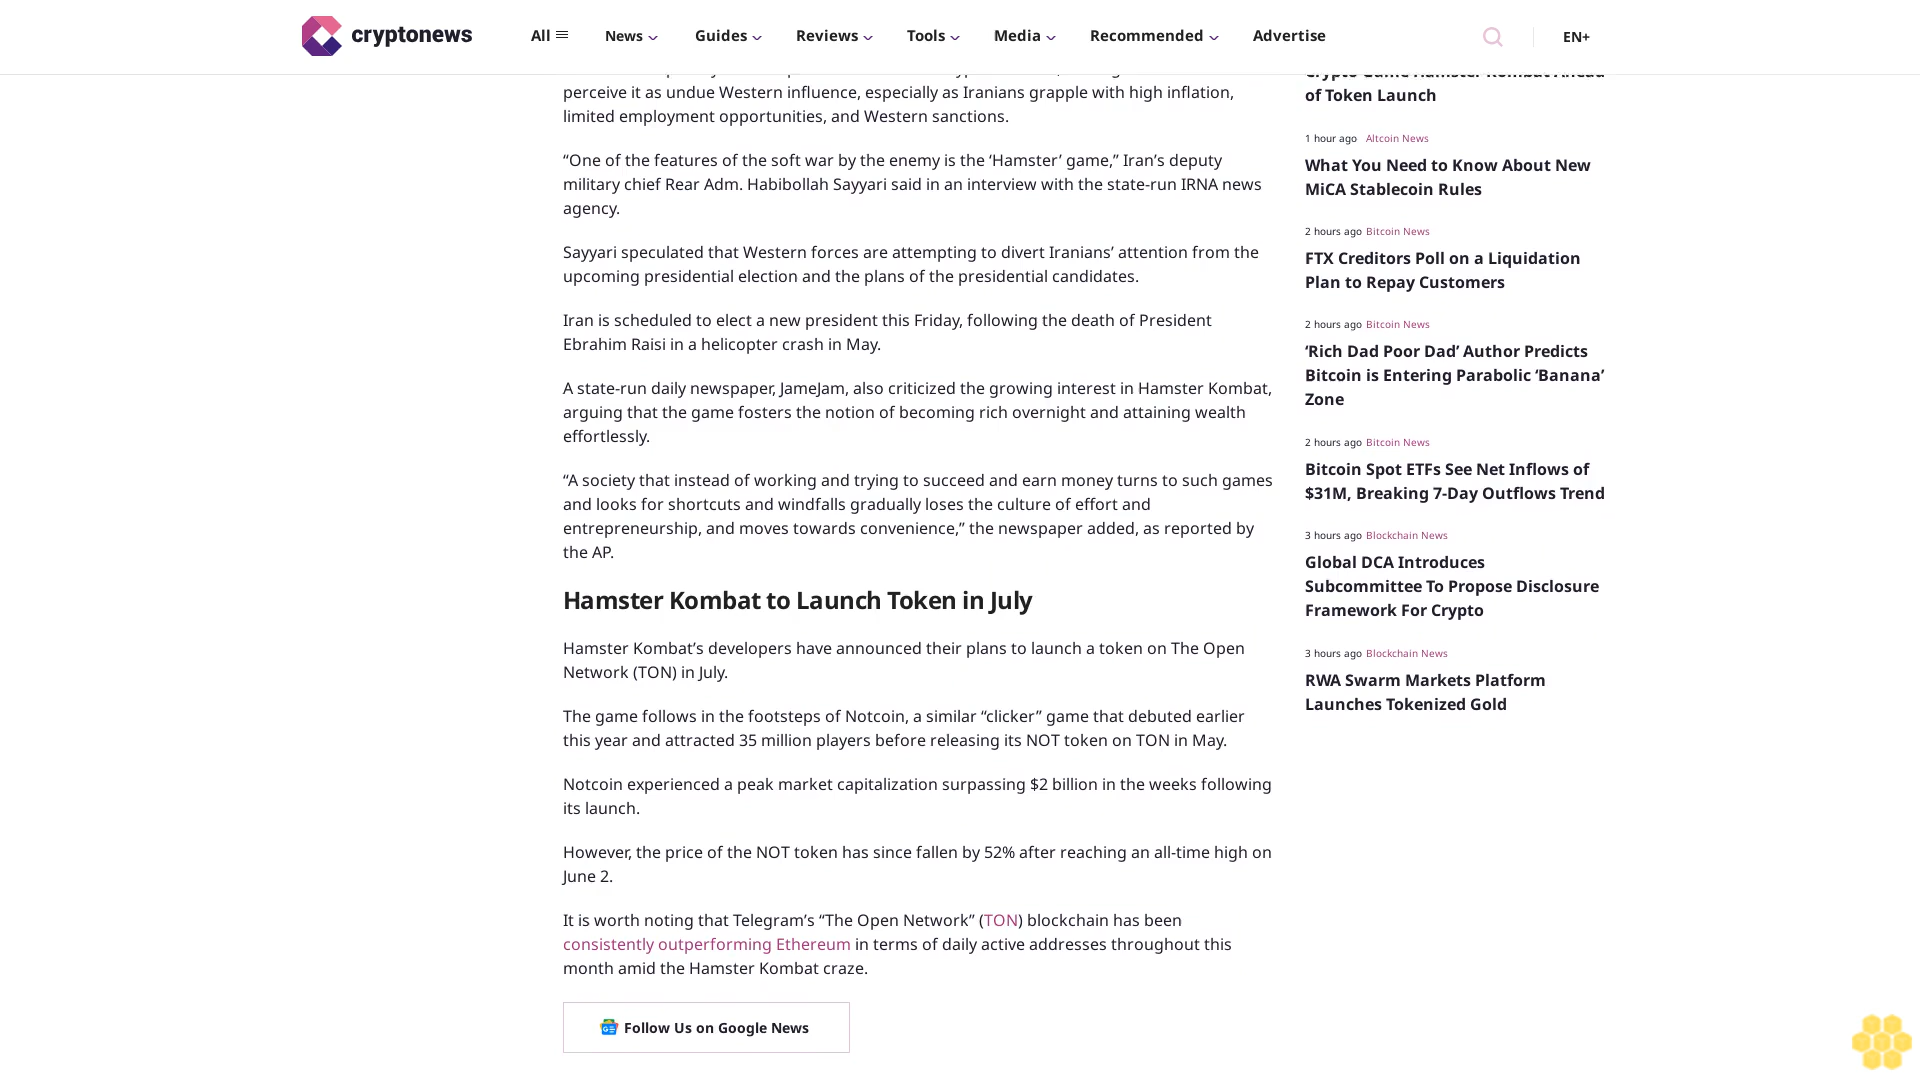 cryptonews
All
News
Guides
Reviews
Tools
Media
Recommended
Advertise
EN+
perceive it as undue Western influence, especially as Iranians grapple with high inflation,
limited employment opportunities, and Western sanctions.
“One of the features of the soft war by the enemy is the ‘Hamster’ game,” Iran’s deputy
military chief Rear Adm. Habibollah Sayyari said in an interview with the state-run IRNA news
agency.
Sayyari speculated that Western forces are attempting to divert Iranians’ attention from the
upcoming presidential election and the plans of the presidential candidates.
Iran is scheduled to elect a new president this Friday, following the death of President
Ebrahim Raisi in a helicopter crash in May.
A state-run daily newspaper, JameJam, also criticized the growing interest in Hamster Kombat,
arguing that the game fosters the notion of becoming rich overnight and attaining wealth
effortlessly.
“A society that instead of working and trying to succeed and earn money turns to such games
and looks for shortcuts and windfalls gradually loses the culture of effort and
entrepreneurship, and moves towards convenience,” the newspaper added, as reported by
the AP.
Hamster Kombat to Launch Token in July
Hamster Kombat’s developers have announced their plans to launch a token on The Open
Network (TON) in July.
The game follows in the footsteps of Notcoin, a similar “clicker” game that debuted earlier
this year and attracted 35 million players before releasing its NOT token on TON in May.
Notcoin experienced a peak market capitalization surpassing $2 billion in the weeks following
its launch.
However, the price of the NOT token has since fallen by 52% after reaching an all-time high on
June 2.
It is worth noting that Telegram’s “The Open Network” (TON) blockchain has been
consistently outperforming Ethereum in terms of daily active addresses throughout this
month amid the Hamster Kombat craze.
Follow Us on Google News
Crypto Game Hamster Kombat Ahead
of Token Launch
1 hour ago Altcoin News
What You Need to Know About New
MiCA Stablecoin Rules
2 hours ago Bitcoin News
FTX Creditors Poll on a Liquidation
Plan to Repay Customers
2 hours ago Bitcoin News
‘Rich Dad Poor Dad’ Author Predicts
Bitcoin is Entering Parabolic ‘Banana’
Zone
2 hours ago Bitcoin News
Bitcoin Spot ETFs See Net Inflows of
$31M, Breaking 7-Day Outflows Trend
3 hours ago Blockchain News
Global DCA Introduces
Subcommittee To Propose Disclosure
Framework For Crypto
3 hours ago Blockchain News
RWA Swarm Markets Platform
Launches Tokenized Gold